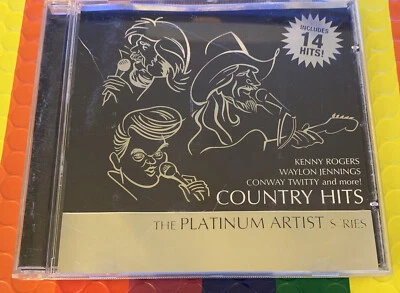 INCLUDES
14
HITS!
KENNY ROGERS
WAYLON JENNINGS
CONWAY TWITTY and more!
COUNTRY HITS
THE PLATINUM ARTIST S RIES